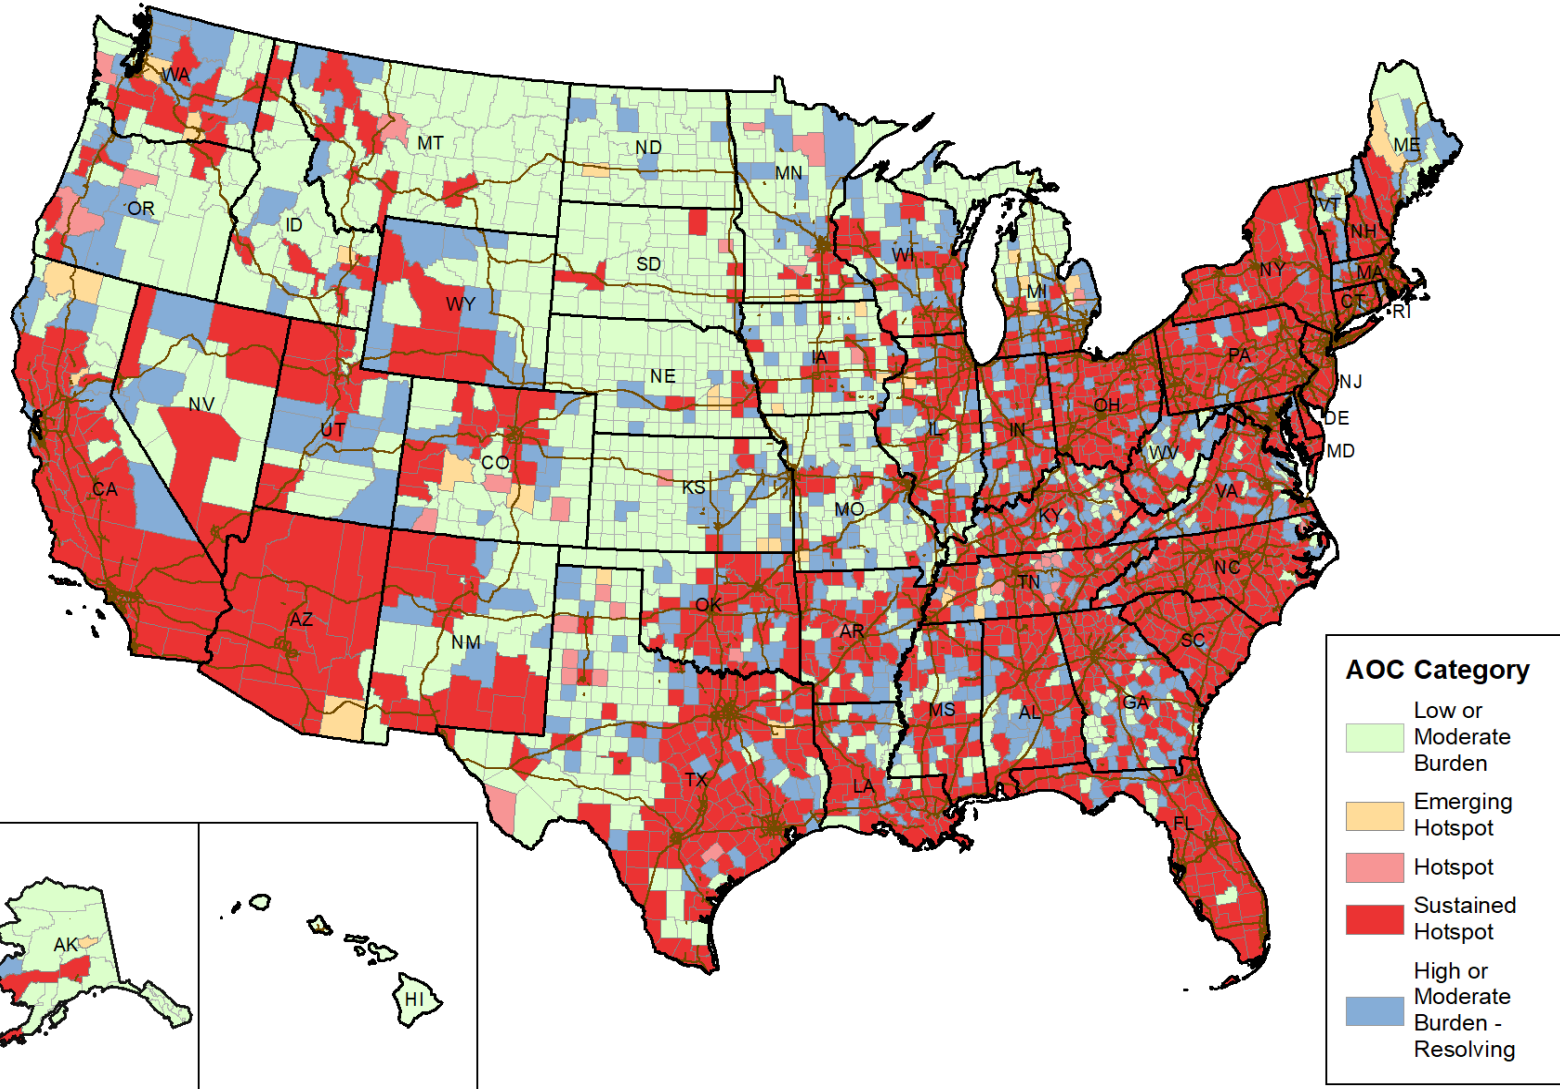 WA
MT
ND
MN
ME
OR
ID
VT
NH
SD
WI
NY
MA
MI
WY
CT
RI
IA
PA
NE
NJ
NV
OH
UT
IL
IN
DE
CO
WV
MD
CA
KS
VA
MO
KY
NC
TN
AZ
OK
AR
NM
SC
MS
AL
GA
TX
LA
FL
AK
HI
AOC Category
Low or
Moderate
Burden
Emerging
Hotspot
Hotspot
Sustained
Hotspot
High or
Moderate
Burden -
Resolving